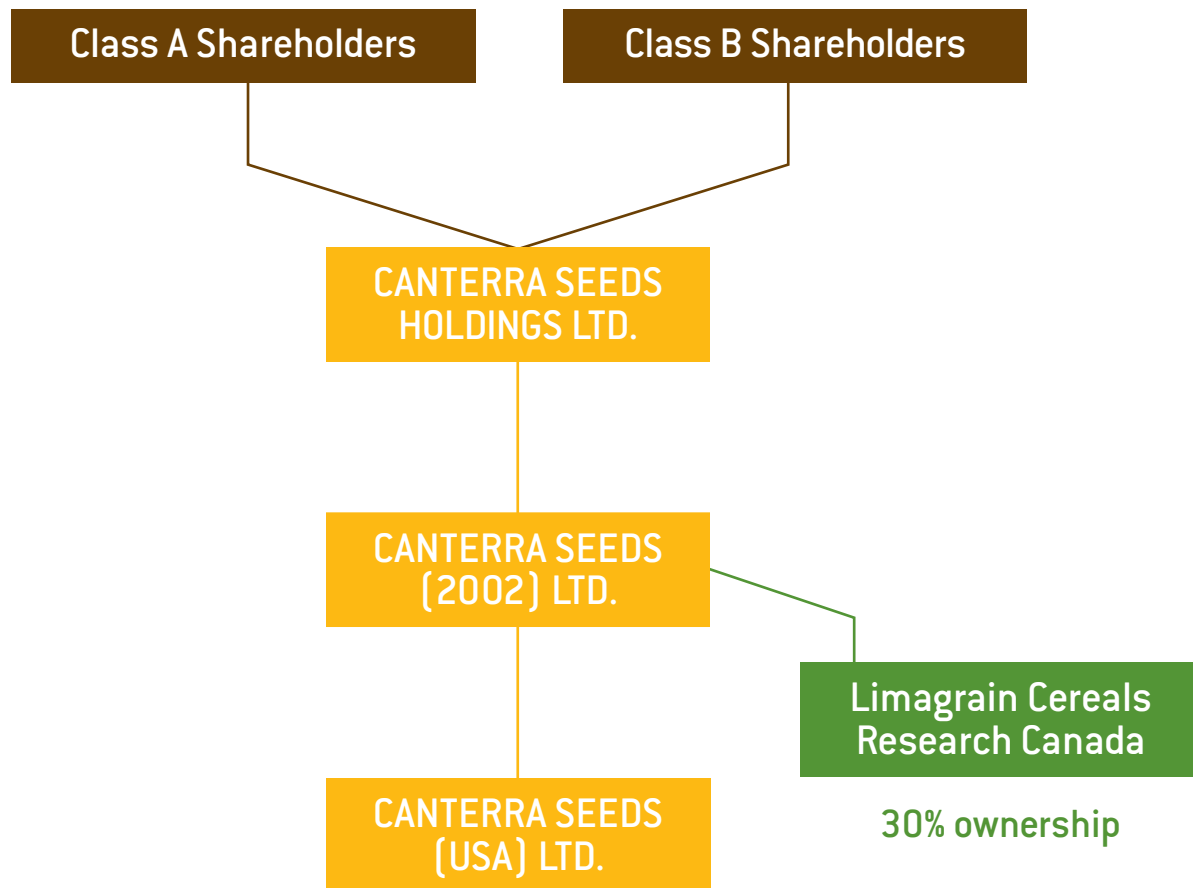 Class A Shareholders
Class B Shareholders
CANTERRA SEEDS
HOLDINGS LTD.
CANTERRA SEEDS
(2002) LTD.
Limagrain Cereals
Research Canada
30% ownership
CANTERRA SEEDS
(USA) LTD.